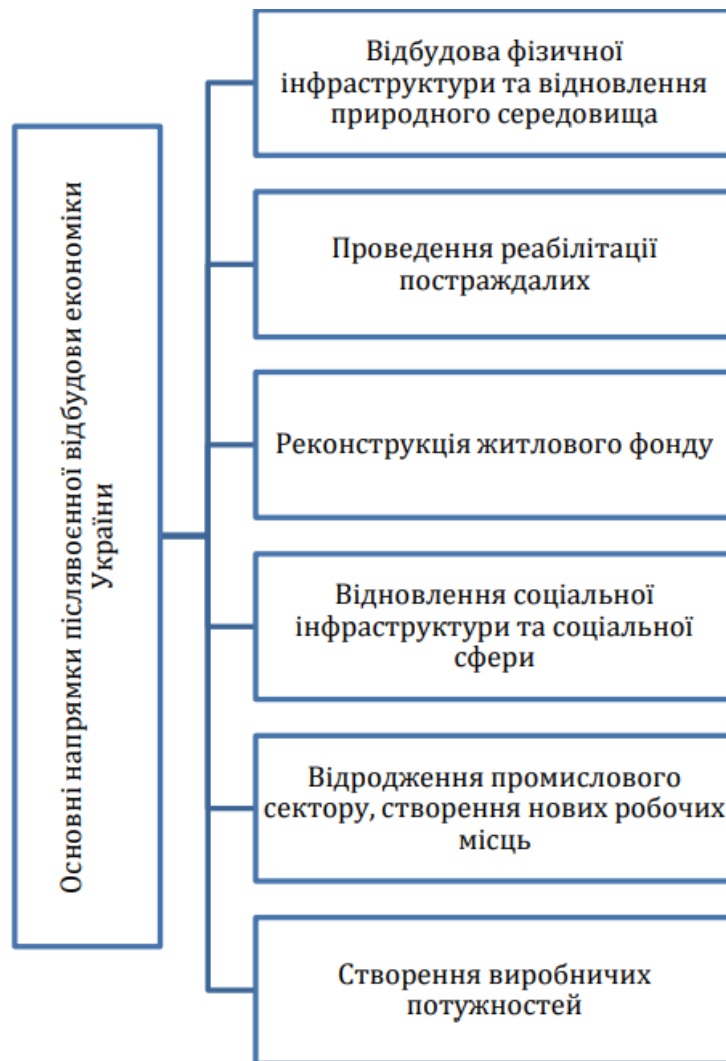 Основні напрямки післявоєнної відбудови економіки
України
Відбудова фізичної
інфраструктури та відновлення
природного середовища
Проведення реабілітації
постраждалих
Реконструкція житлового фонду
Відновлення соціальної
інфраструктури та соціальної
сфери
Відродження промислового
сектору, створення нових робочих
місць
Створення виробничих
потужностей